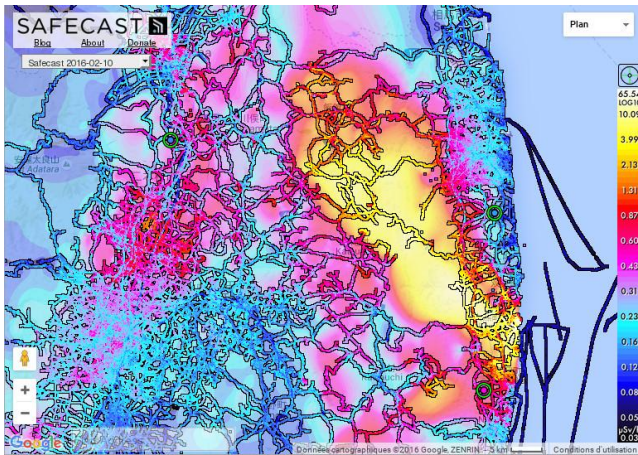 SAFECAST
Blog About Donate
Safecast 2016-02-10
Plan
65.54
LOG10
10.09
3.99
2.13
1.31
0.87
0.60
0.43
0.31
0.23
0.16
0.12
0.08
0.05
µSv/h
0.03
Adatara
+
−
Google
Données cartographiques ©2016 Google, ZENRIN 5 km Conditions d'utilisation